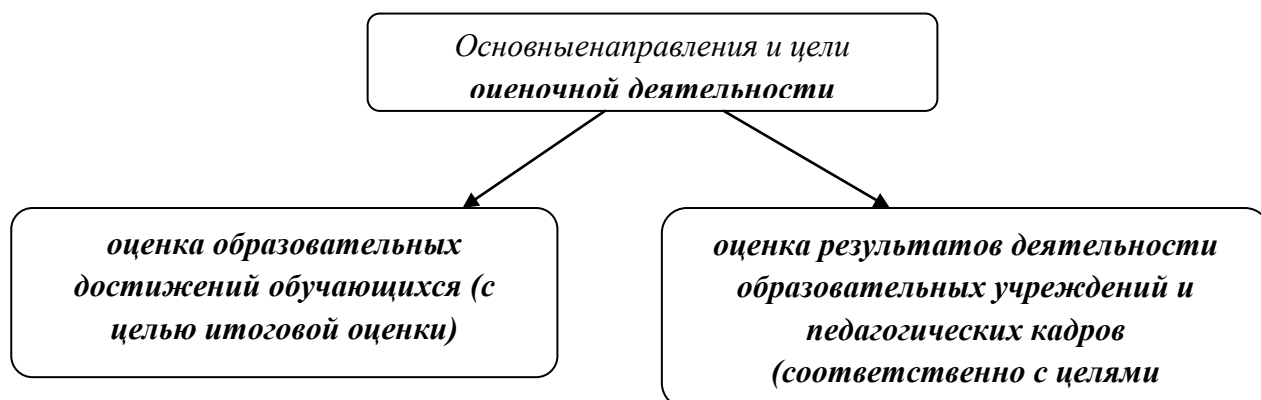 Основныенаправления и цели
оценочной деятельности
оценка образовательных
достижений обучающихся (с
целью итоговой оценки)
оценка результатов деятельности
образовательных учреждений и
педагогических кадров
(соответственно с целями